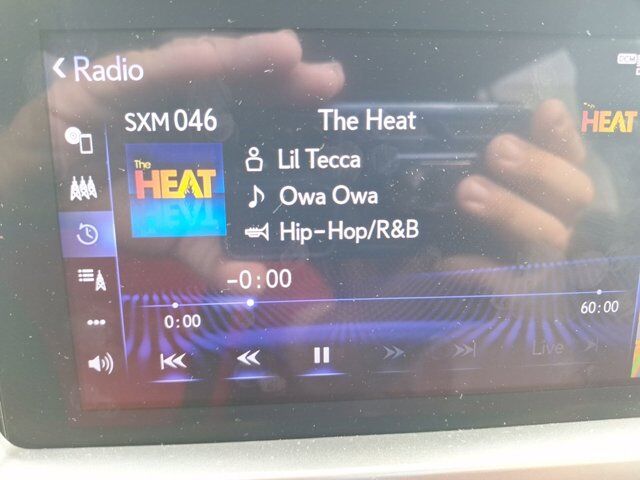 Radio
DCM
SXM 046
The Heat
The
HEAT
HEAT
Lil Tecca
Owa Owa
Hip-Hop/R&B
-0:00
0:00
60:00
Live